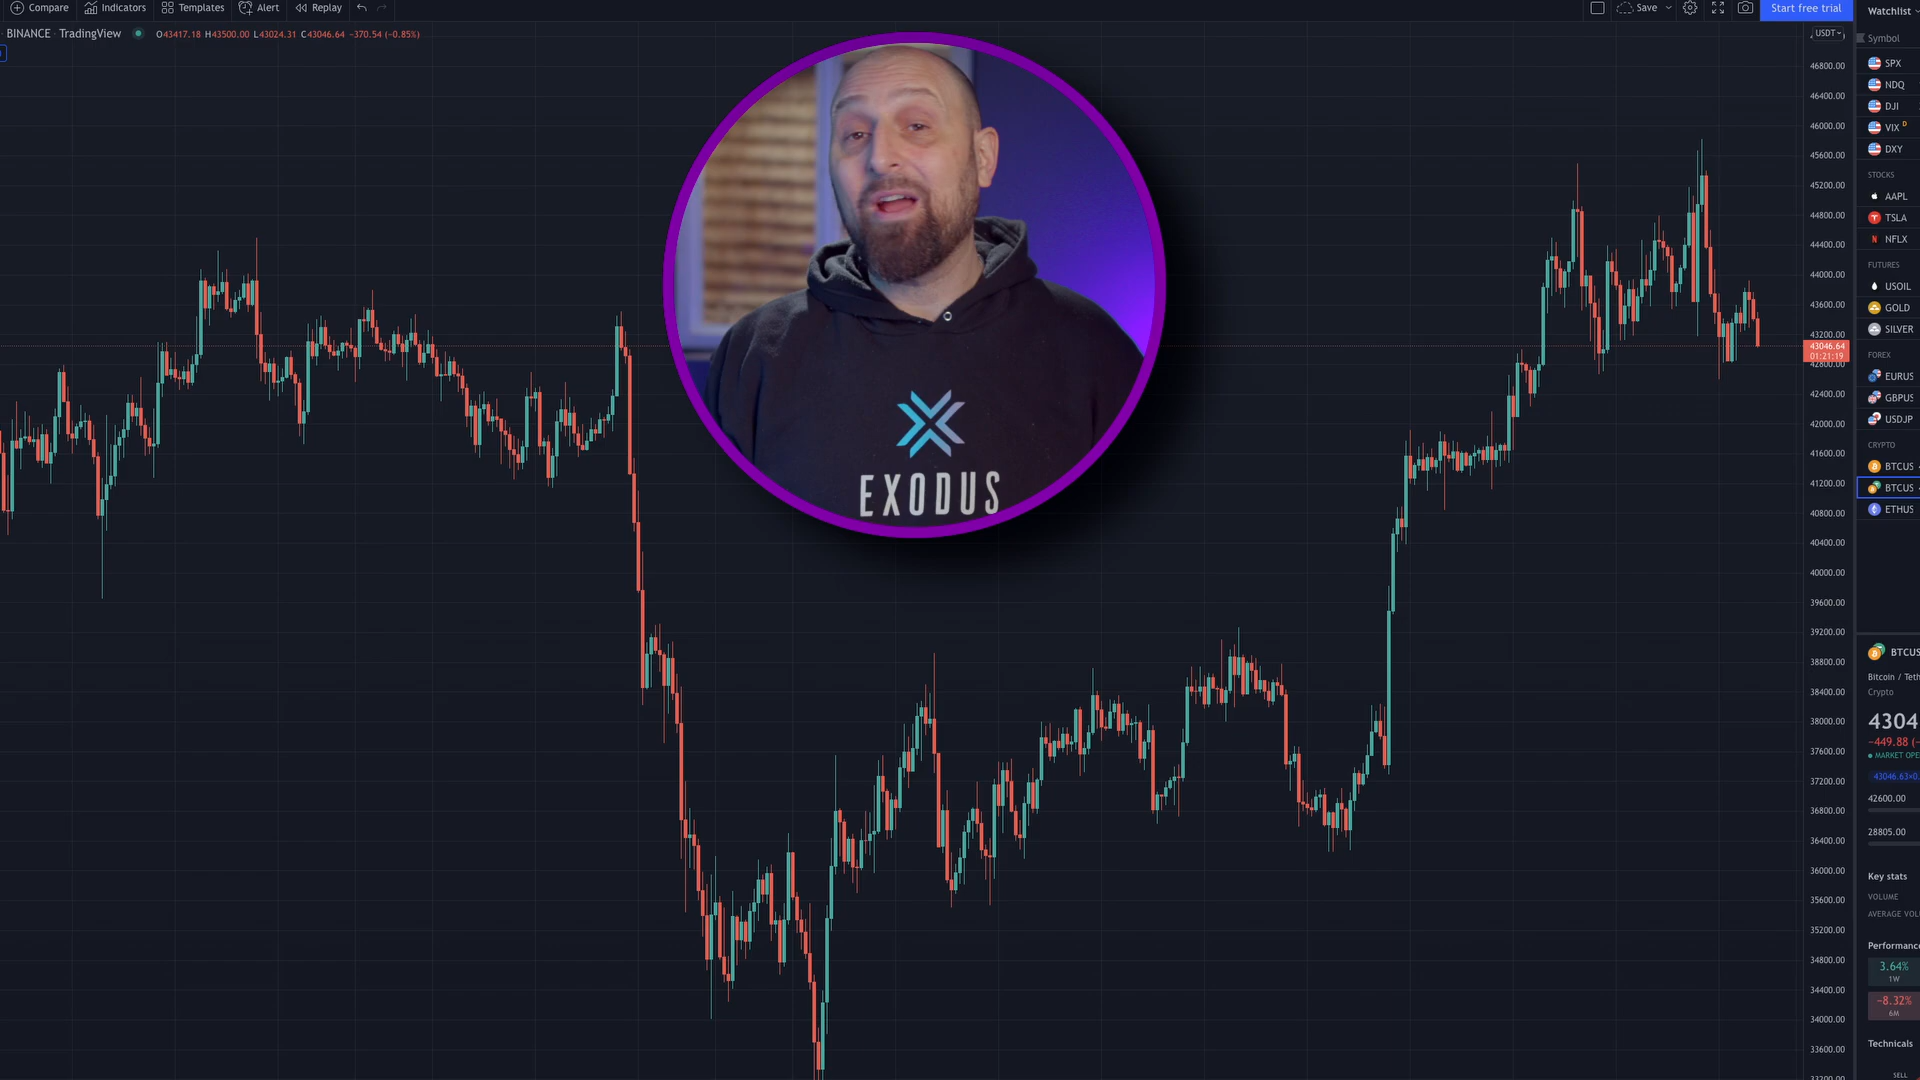 Compare Indicators Templates Alert Replay Save Start free trial
BINANCE TradingView O43417.18 H43500.00 L43024.31 C43046.64 −370.54 (−0.85%)
USDT
46800.00
46400.00
46000.00
45600.00
45200.00
44800.00
44400.00
44000.00
43600.00
43200.00
43046.64
01:21:19
42800.00
42400.00
42000.00
41600.00
41200.00
40800.00
40400.00
40000.00
39600.00
39200.00
38800.00
38400.00
38000.00
37600.00
37200.00
36800.00
36400.00
36000.00
35600.00
35200.00
34800.00
34400.00
34000.00
33600.00
EXODUS
Watchlist
Symbol
SPX
NDQ
DJI
VIX D
DXY
STOCKS
AAPL
TSLA
NFLX
FUTURES
USOIL
GOLD
SILVER
FOREX
EURUS
GBPUS
USDJP
CRYPTO
BTCUS
BTCUS
ETHUS
BTCUS
Bitcoin / Teth
Crypto
4304
−449.88 (−
MARKET OPE
43046.63×0.
42600.00
28805.00
Key stats
VOLUME
AVERAGE VOL
Performance
3.64%
1W
−8.32%
6M
Technicals
SELL